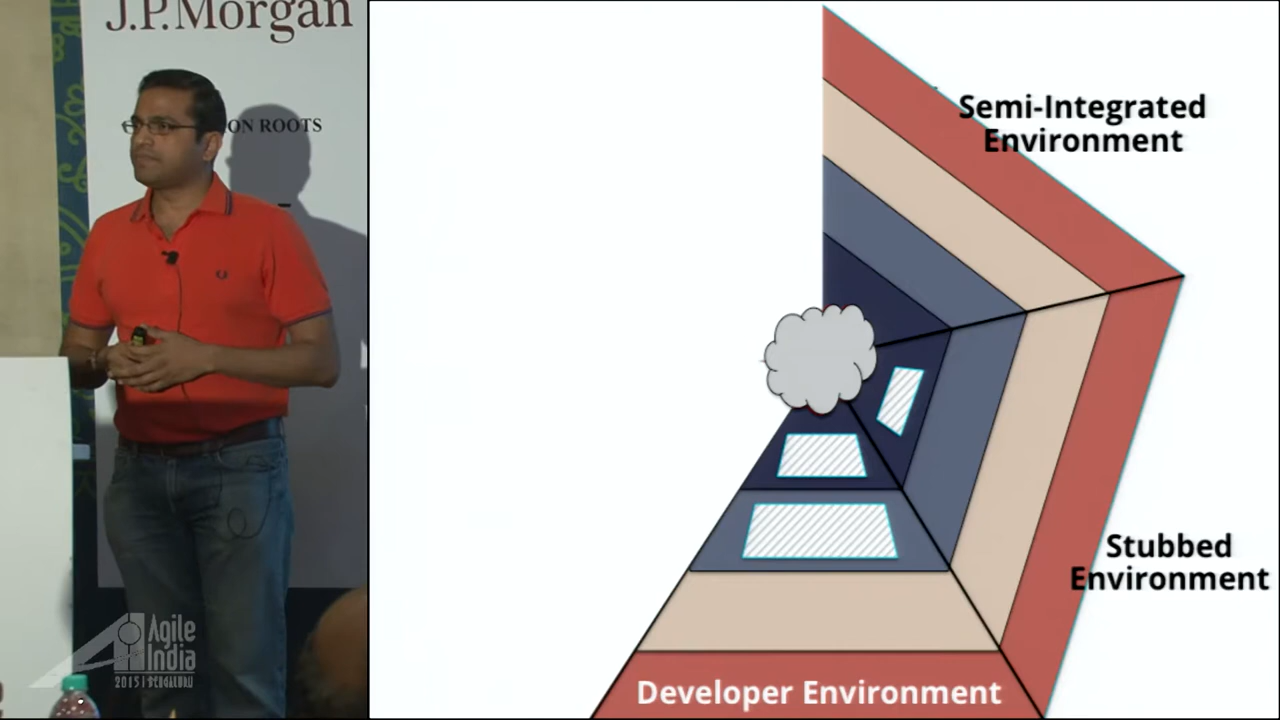 J.P.Morgan
ON ROOTS
Agile
India
2015 | BENGALURU
Semi-Integrated
Environment
Stubbed
Environment
Developer Environment